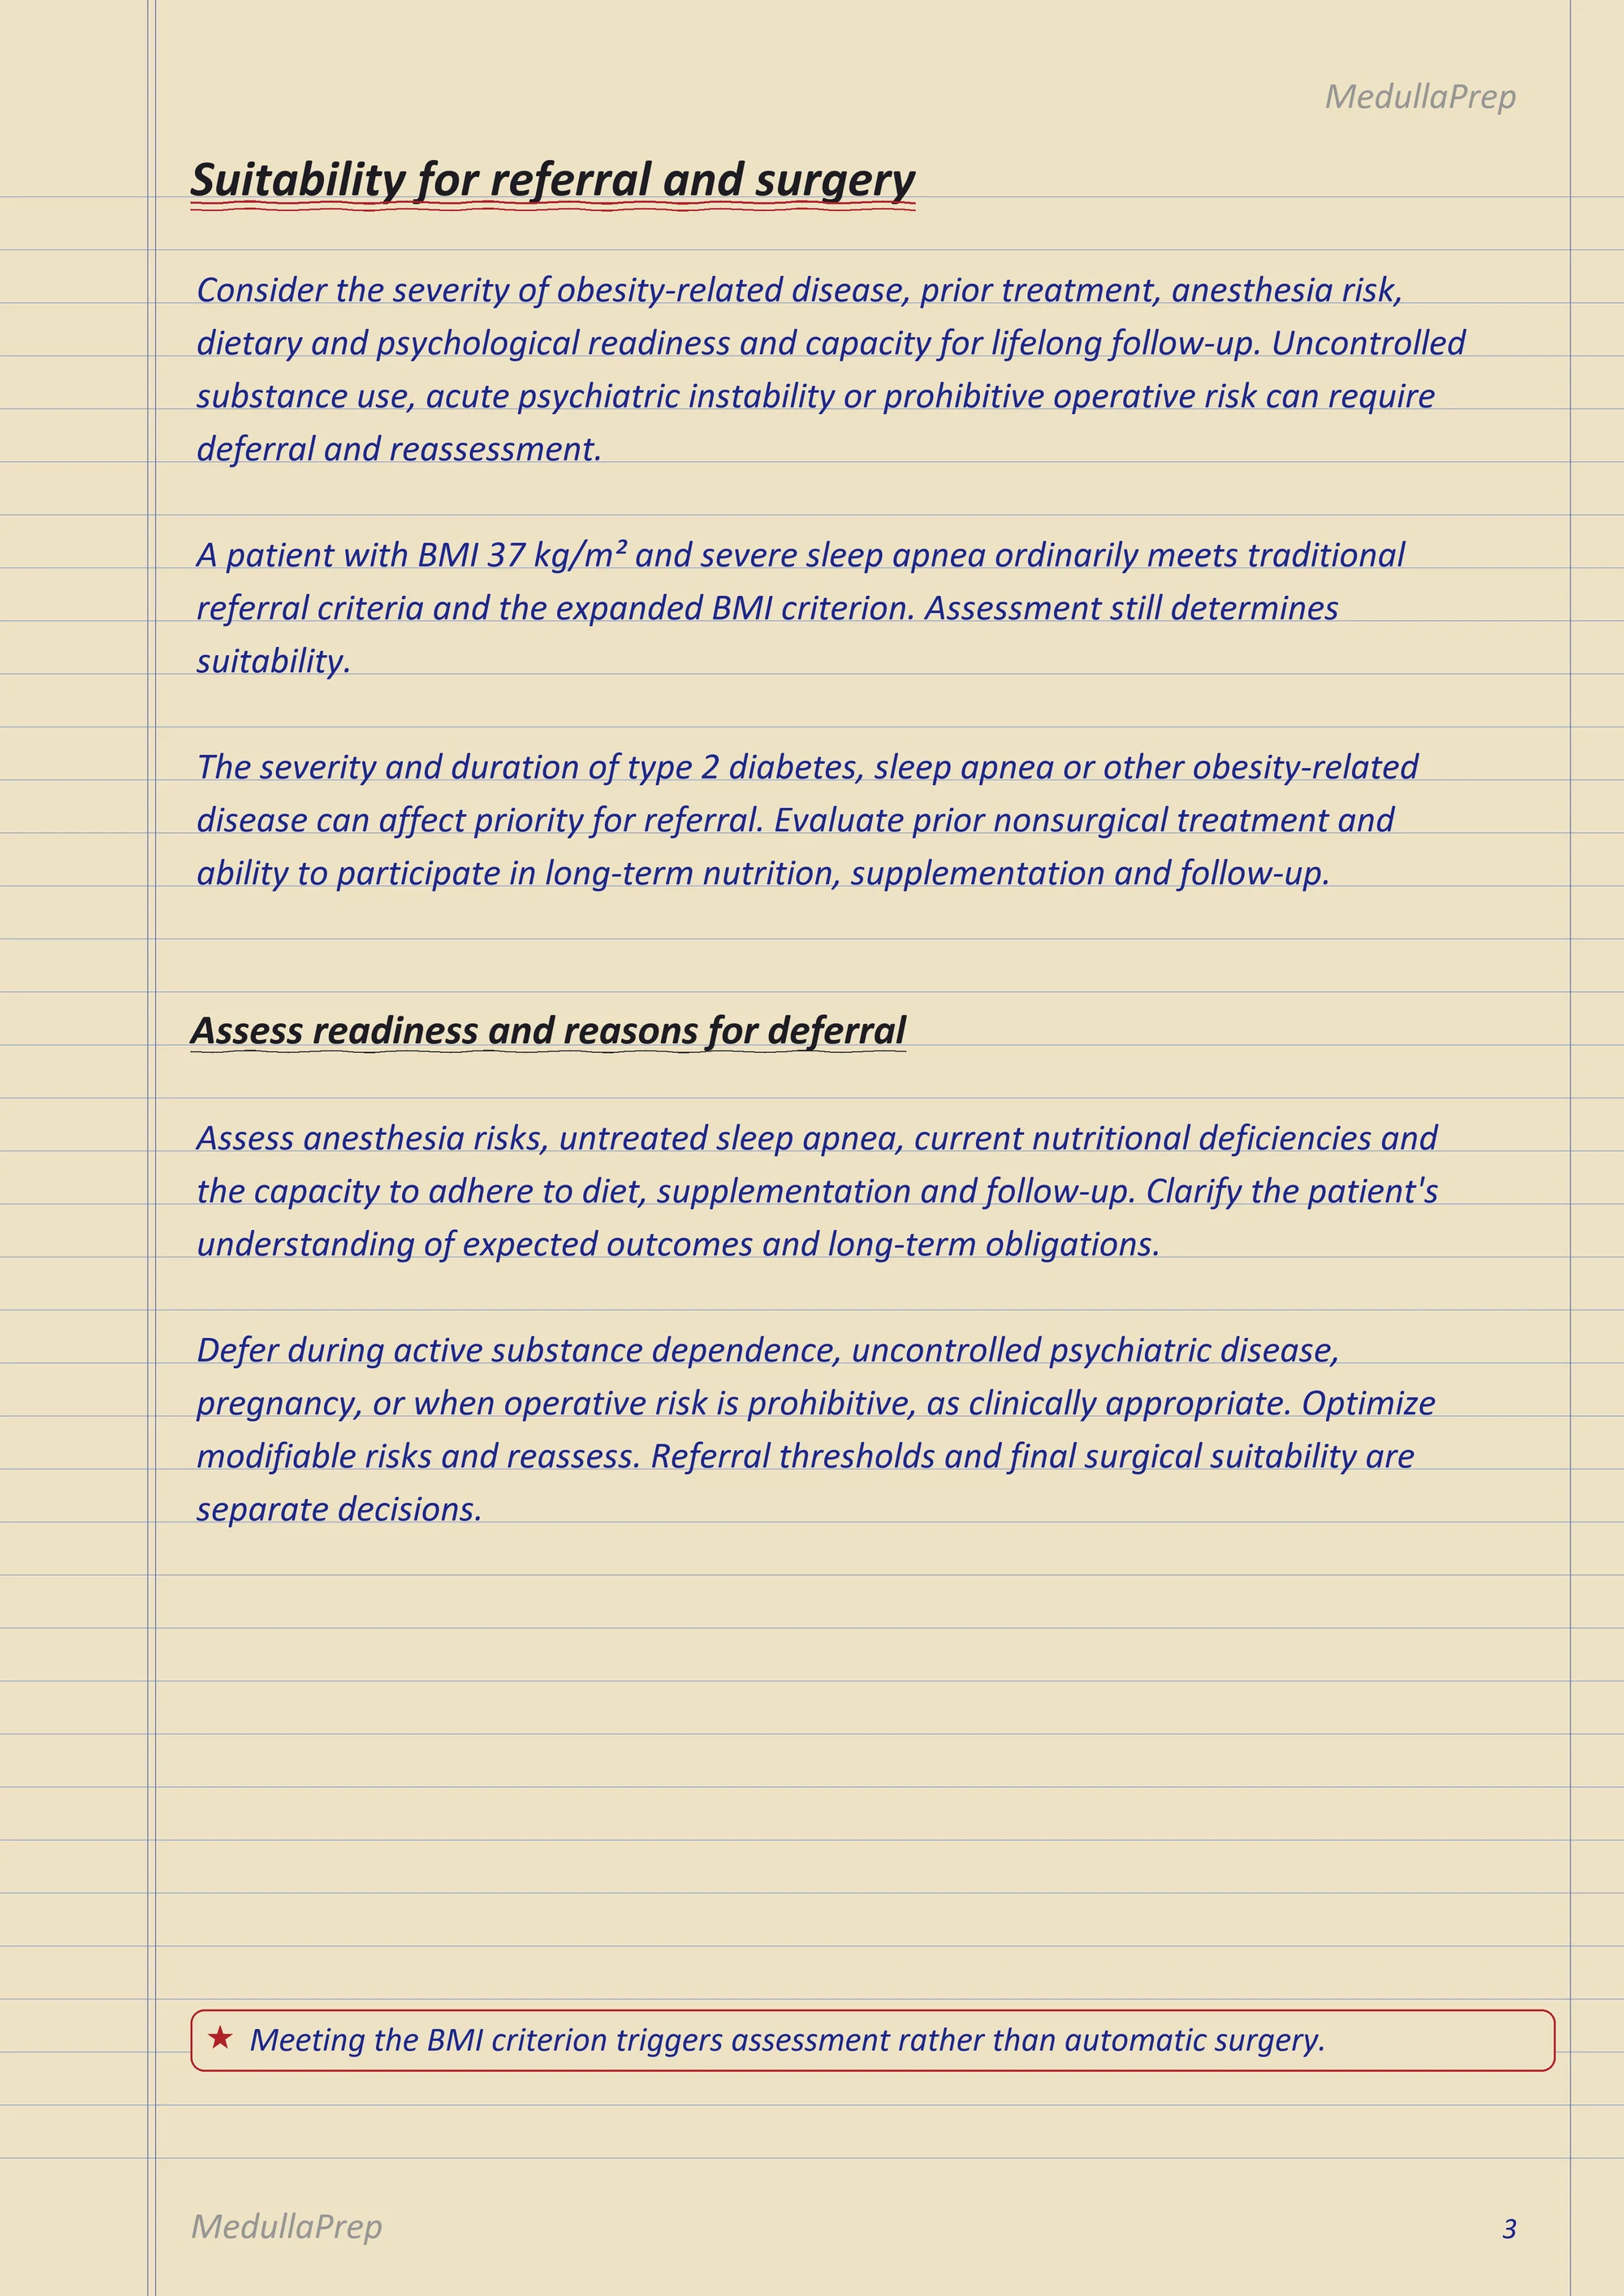 MedullaPrep
Suitability for referral and surgery
Consider the severity of obesity-related disease, prior treatment, anesthesia risk,
dietary and psychological readiness and capacity for lifelong follow-up. Uncontrolled
substance use, acute psychiatric instability or prohibitive operative risk can require
deferral and reassessment.
A patient with BMI 37 kg/m² and severe sleep apnea ordinarily meets traditional
referral criteria and the expanded BMI criterion. Assessment still determines
suitability.
The severity and duration of type 2 diabetes, sleep apnea or other obesity-related
disease can affect priority for referral. Evaluate prior nonsurgical treatment and
ability to participate in long-term nutrition, supplementation and follow-up.
Assess readiness and reasons for deferral
Assess anesthesia risks, untreated sleep apnea, current nutritional deficiencies and
the capacity to adhere to diet, supplementation and follow-up. Clarify the patient's
understanding of expected outcomes and long-term obligations.
Defer during active substance dependence, uncontrolled psychiatric disease,
pregnancy, or when operative risk is prohibitive, as clinically appropriate. Optimize
modifiable risks and reassess. Referral thresholds and final surgical suitability are
separate decisions.
★ Meeting the BMI criterion triggers assessment rather than automatic surgery.
MedullaPrep
3